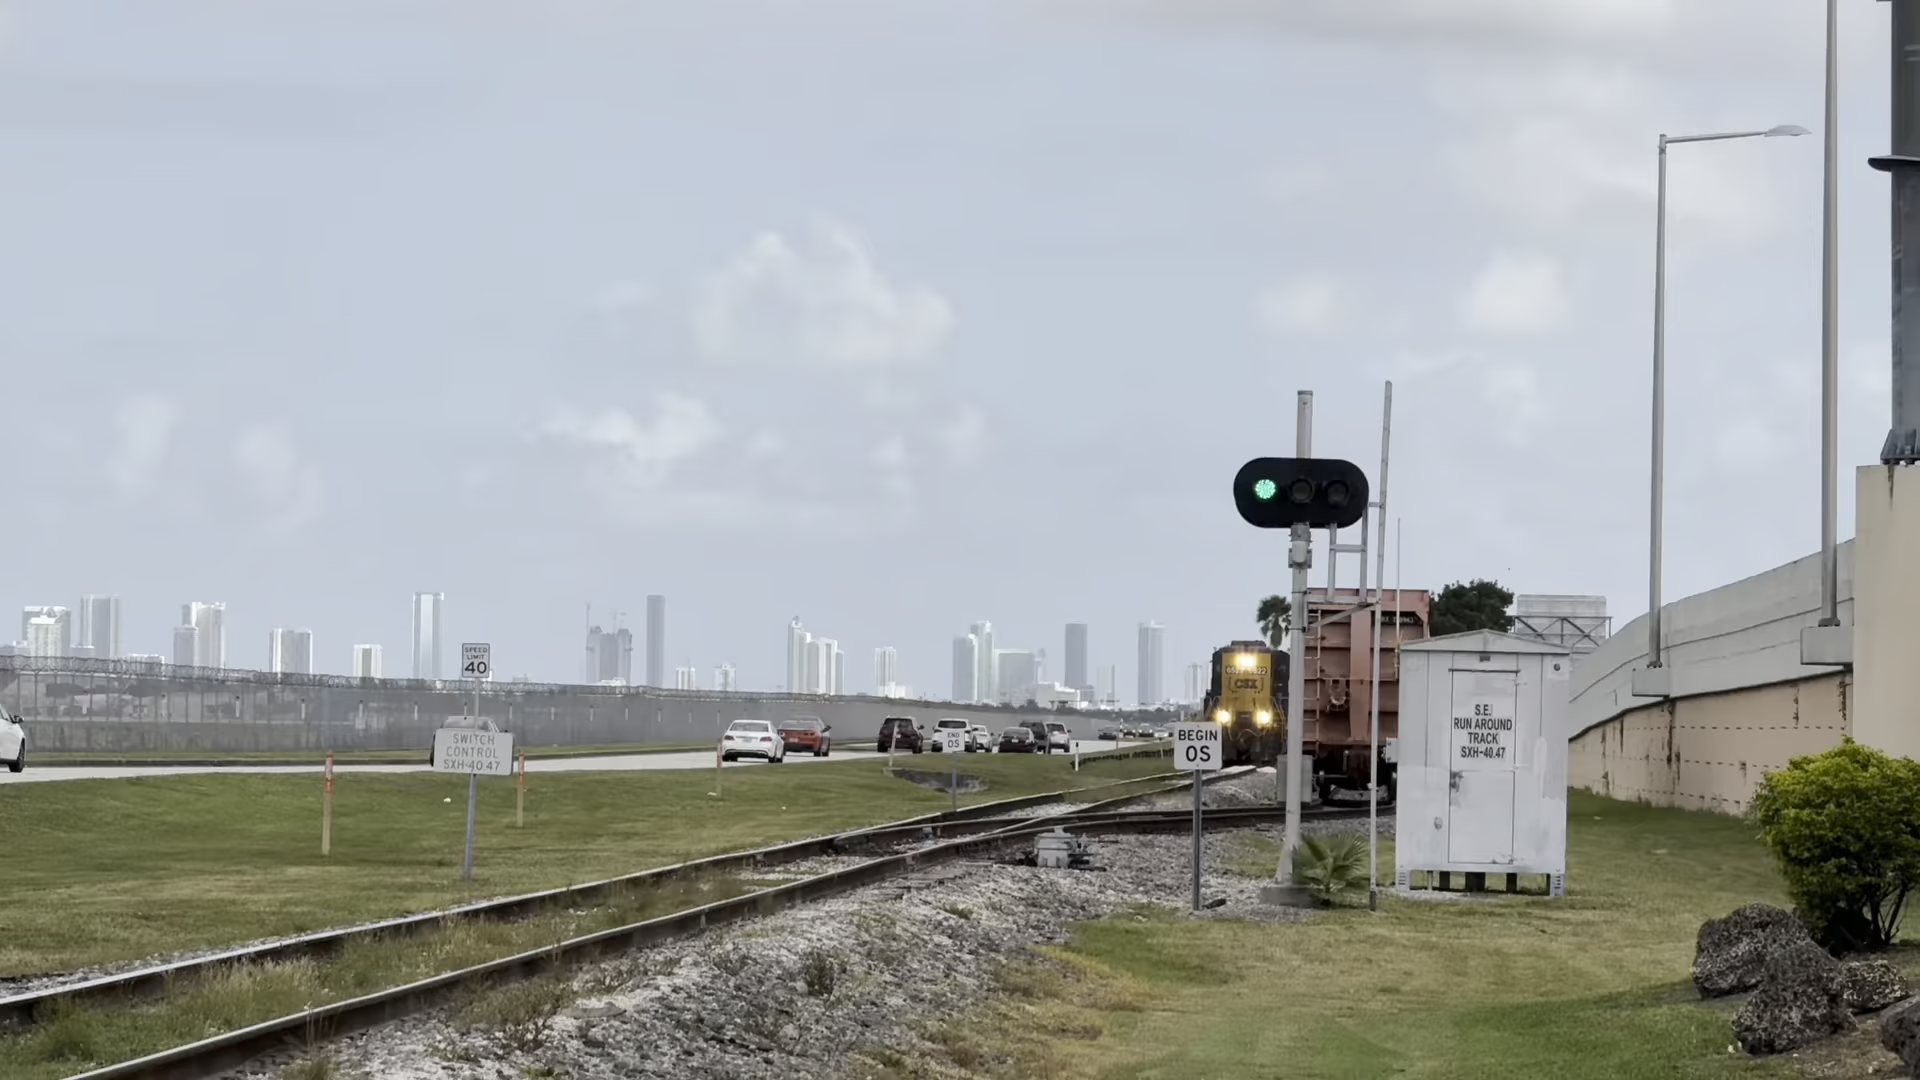 SPEED
LIMIT
40
SWITCH
CONTROL
SXH-40.47
END
OS
CSX
BEGIN
OS
S.E.
RUN AROUND
TRACK
SXH-40.47